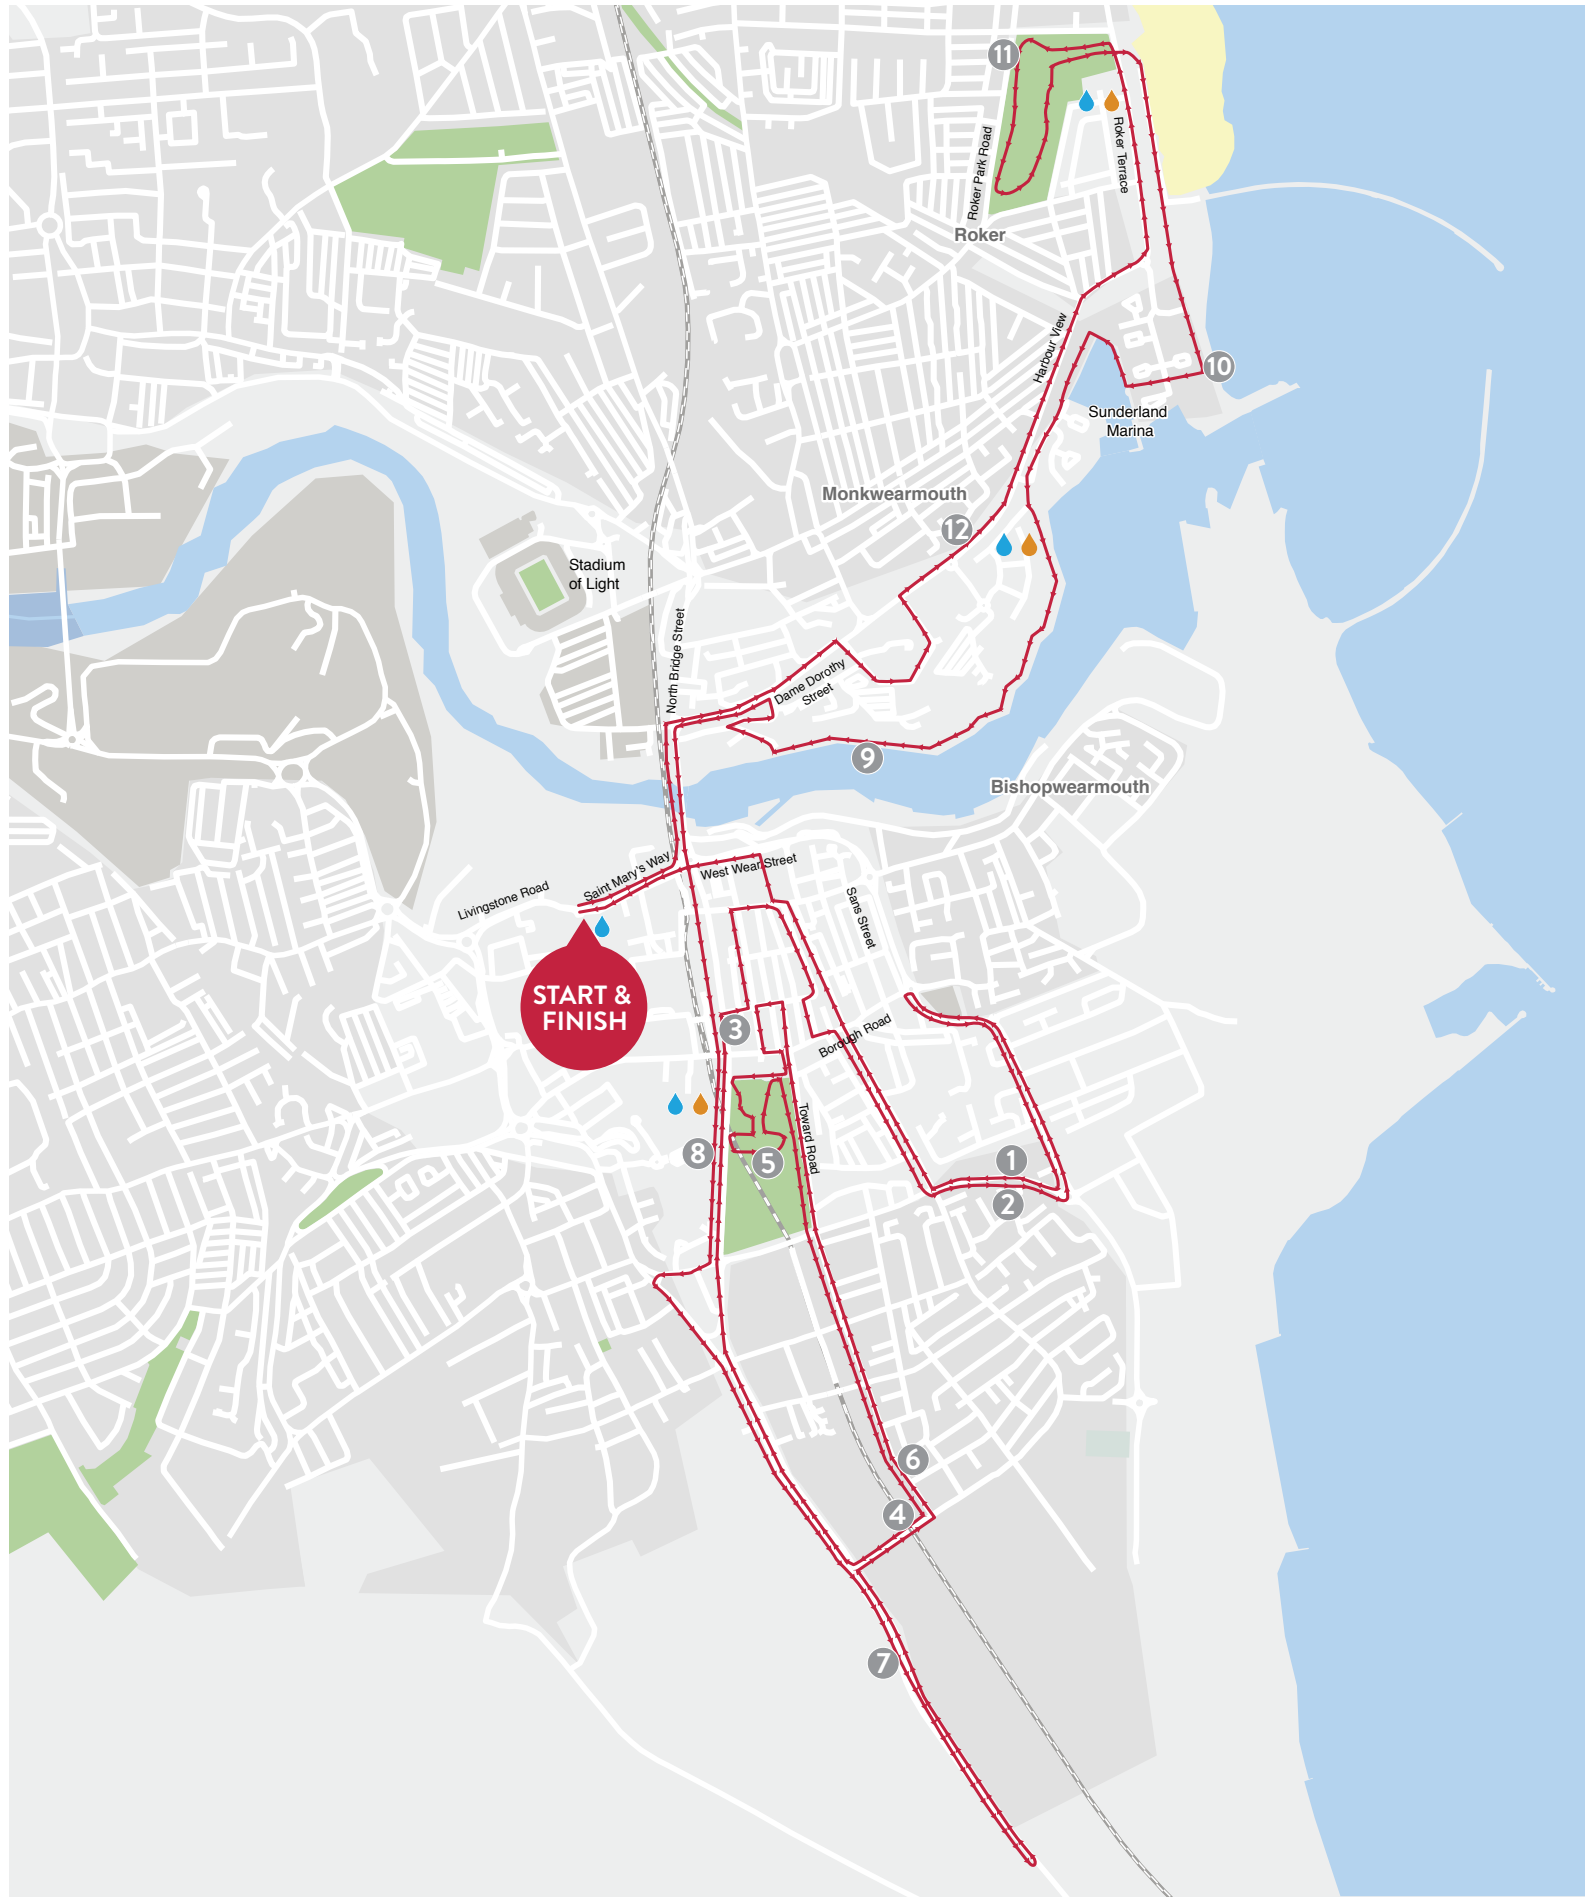 11
Roker Park Road
Roker Terrace
Roker
Harbour View
10
Sunderland
Marina
Monkwearmouth
12
Stadium
of Light
North Bridge Street
Dame Dorothy
Street
9
Bishopwearmouth
Saint Mary's Way
West Wear Street
Livingstone Road
Sans Street
START &
FINISH
3
Borough Road
Toward Road
8
5
1
2
6
4
7